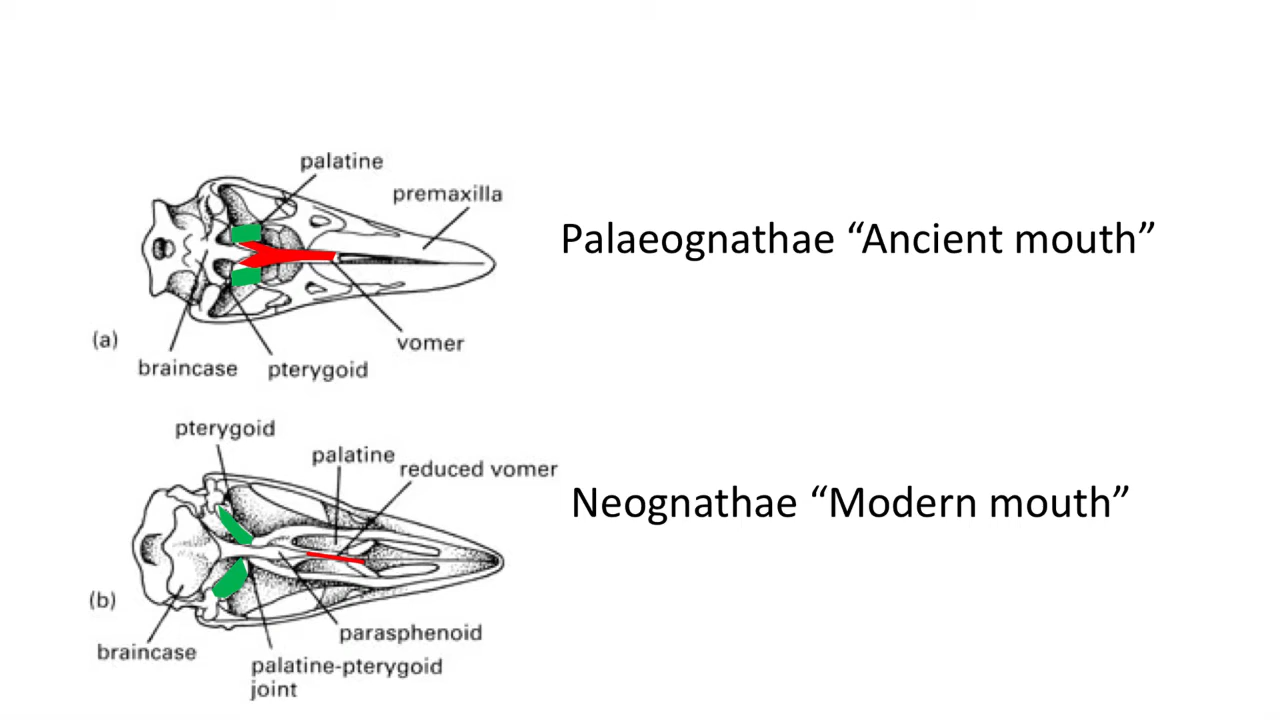 palatine
premaxilla
Palaeognathae “Ancient mouth”
vomer
(a)
braincase
pterygoid
pterygoid
palatine
reduced vomer
Neognathae “Modern mouth”
(b)
parasphenoid
braincase
palatine-pterygoid
joint